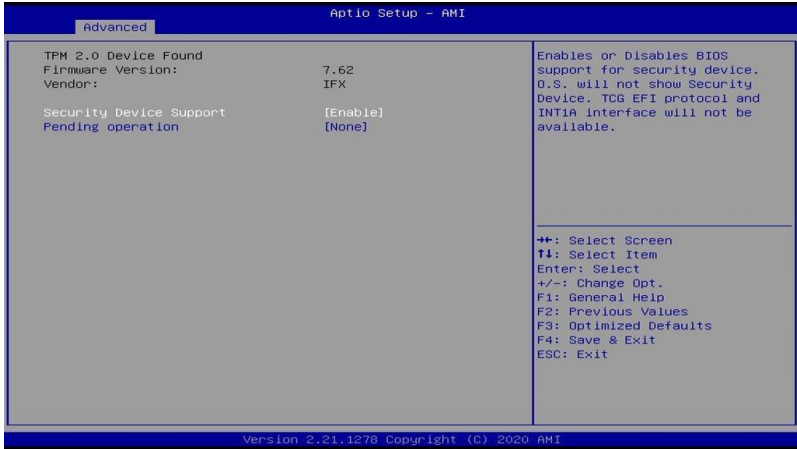 Aptio Setup - AMI
Advanced
TPM 2.0 Device Found
Firmware Version: 7.62
Vendor: IFX
Security Device Support [Enable]
Pending operation [None]
Enables or Disables BIOS
support for security device.
O.S. will not show Security
Device. TCG EFI protocol and
INT1A interface will not be
available.
→←: Select Screen
↑↓: Select Item
Enter: Select
+/-: Change Opt.
F1: General Help
F2: Previous Values
F3: Optimized Defaults
F4: Save & Exit
ESC: Exit
Version 2.21.1278 Copyright (C) 2020 AMI